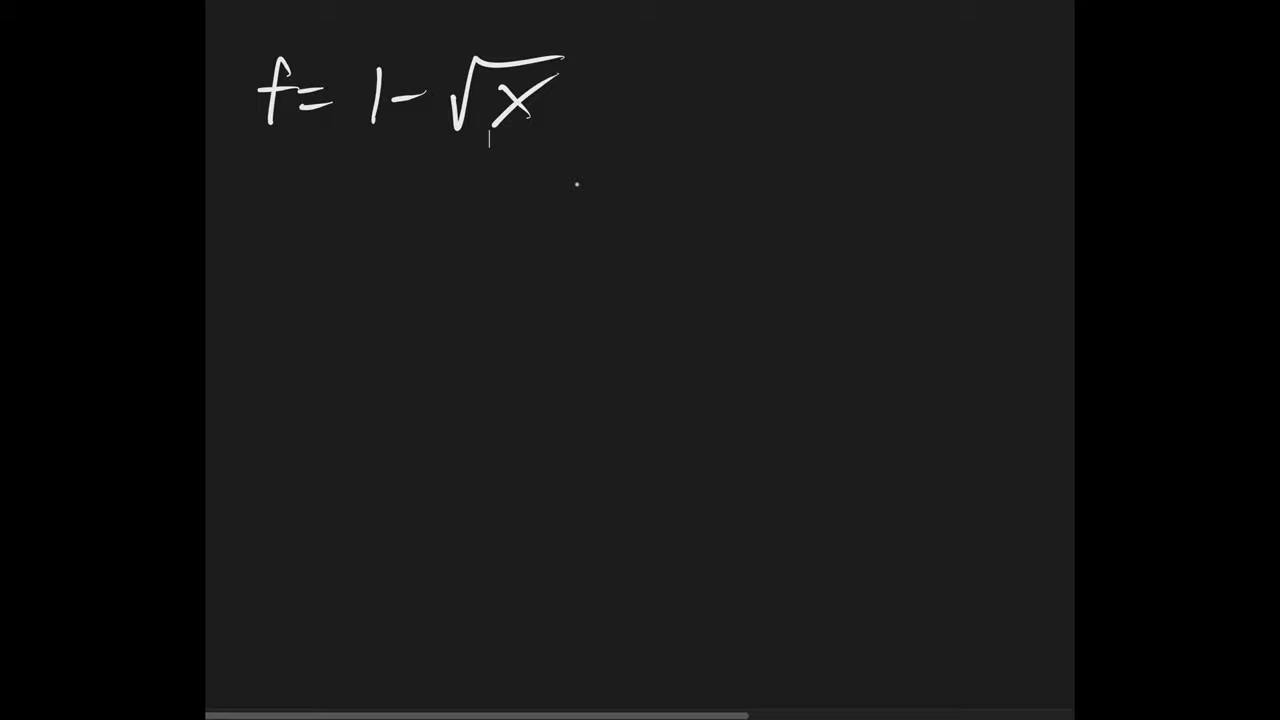 f = 1 - √x